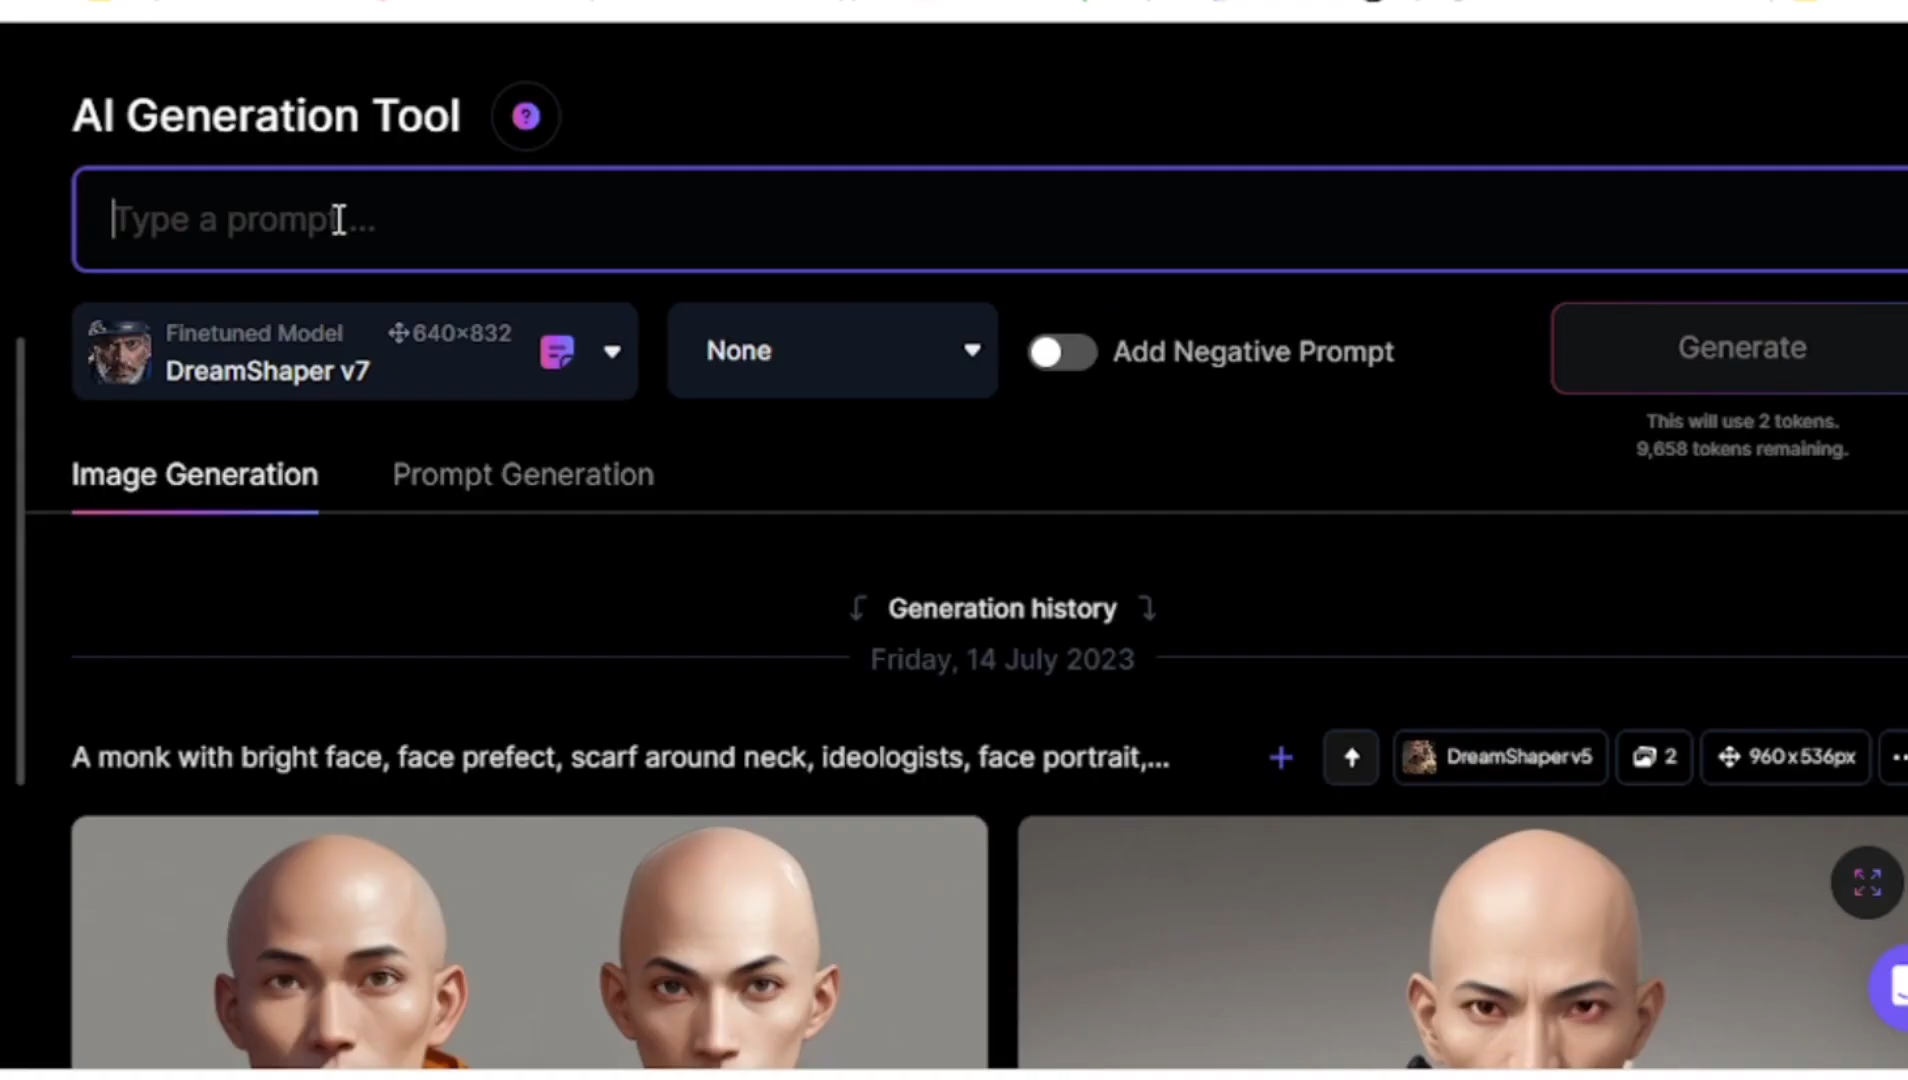 AI Generation Tool ?
Type a prompt ...
Finetuned Model 640×832
DreamShaper v7
None
Add Negative Prompt
Generate
This will use 2 tokens.
9,658 tokens remaining.
Image Generation Prompt Generation
Generation history
Friday, 14 July 2023
A monk with bright face, face prefect, scarf around neck, ideologists, face portrait,... DreamShaper v5 2 960x536px